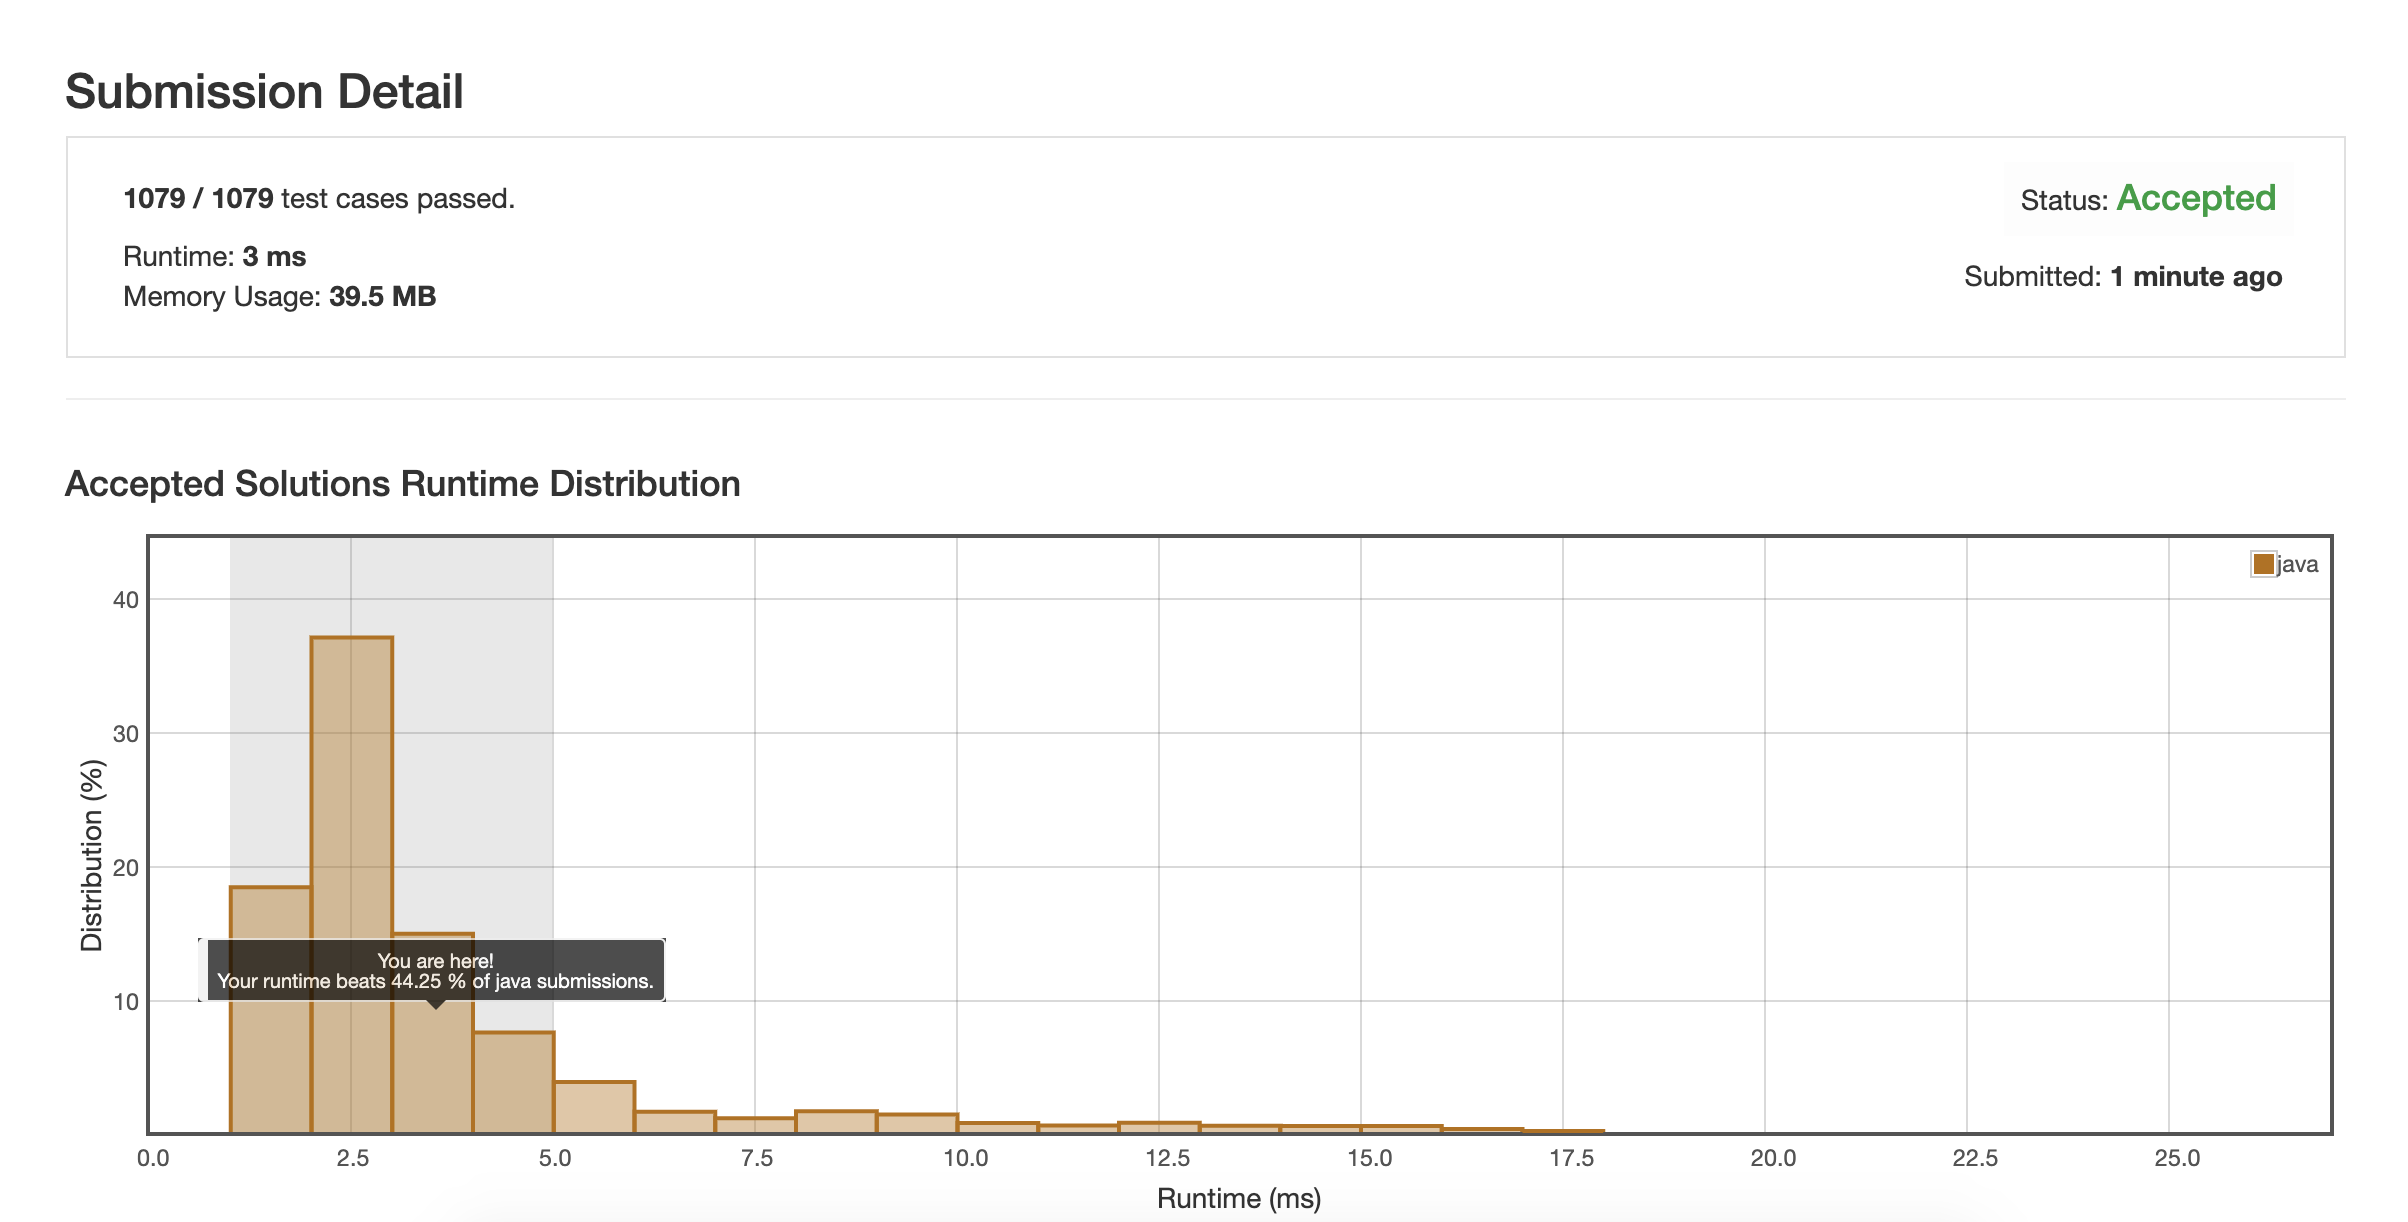 Submission Detail
1079 / 1079 test cases passed.
Status: Accepted
Runtime: 3 ms
Submitted: 1 minute ago
Memory Usage: 39.5 MB
Accepted Solutions Runtime Distribution
java
40
30
20
10
Distribution (%)
You are here!
Your runtime beats 44.25 % of java submissions.
0.0 2.5 5.0 7.5 10.0 12.5 15.0 17.5 20.0 22.5 25.0
Runtime (ms)